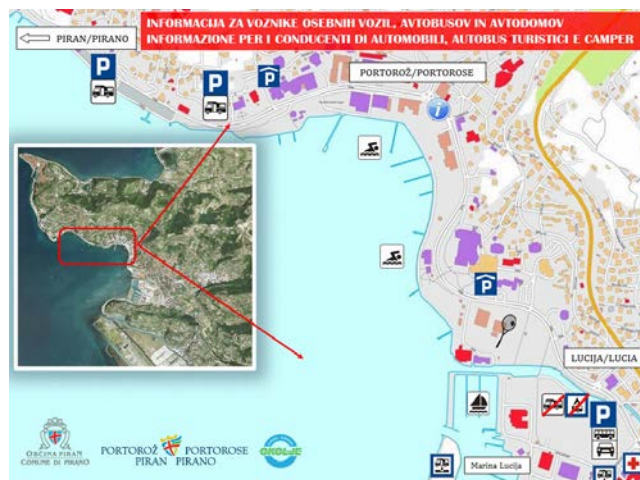 INFORMACIJA ZA VOZNIKE OSEBNIH VOZIL, AVTOBUSOV IN AVTODOMOV
INFORMAZIONE PER I CONDUCENTI DI AUTOMOBILI, AUTOBUS TURISTICI E CAMPER
PIRAN/PIRANO
P
P
P
PORTOROŽ/PORTOROSE
i
P
LUCIJA/LUCIA
P
Marina Lucija
OBČINA PIRAN
COMUNE DI PIRANO
PORTOROŽ PORTOROSE
PIRAN PIRANO
OKOLJE